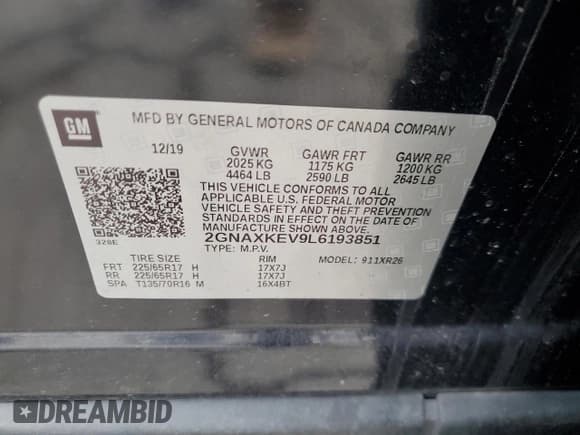 GM
MFD BY GENERAL MOTORS OF CANADA COMPANY
12/19 GVWR GAWR FRT GAWR RR
2025 KG 1175 KG 1200 KG
4464 LB 2590 LB 2645 LB
THIS VEHICLE CONFORMS TO ALL
APPLICABLE U.S. FEDERAL MOTOR
VEHICLE SAFETY AND THEFT PREVENTION
STANDARDS IN EFFECT ON THE DATE OF
MANUFACTURE SHOWN ABOVE.
328E 2GNAXKEV9L6193851
TYPE: M.P.V.
TIRE SIZE RIM MODEL: 911XR26
FRT 225/65R17 H 17X7J
RR 225/65R17 H 17X7J
SPA T135/70R16 M 16X4BT
DREAMBID